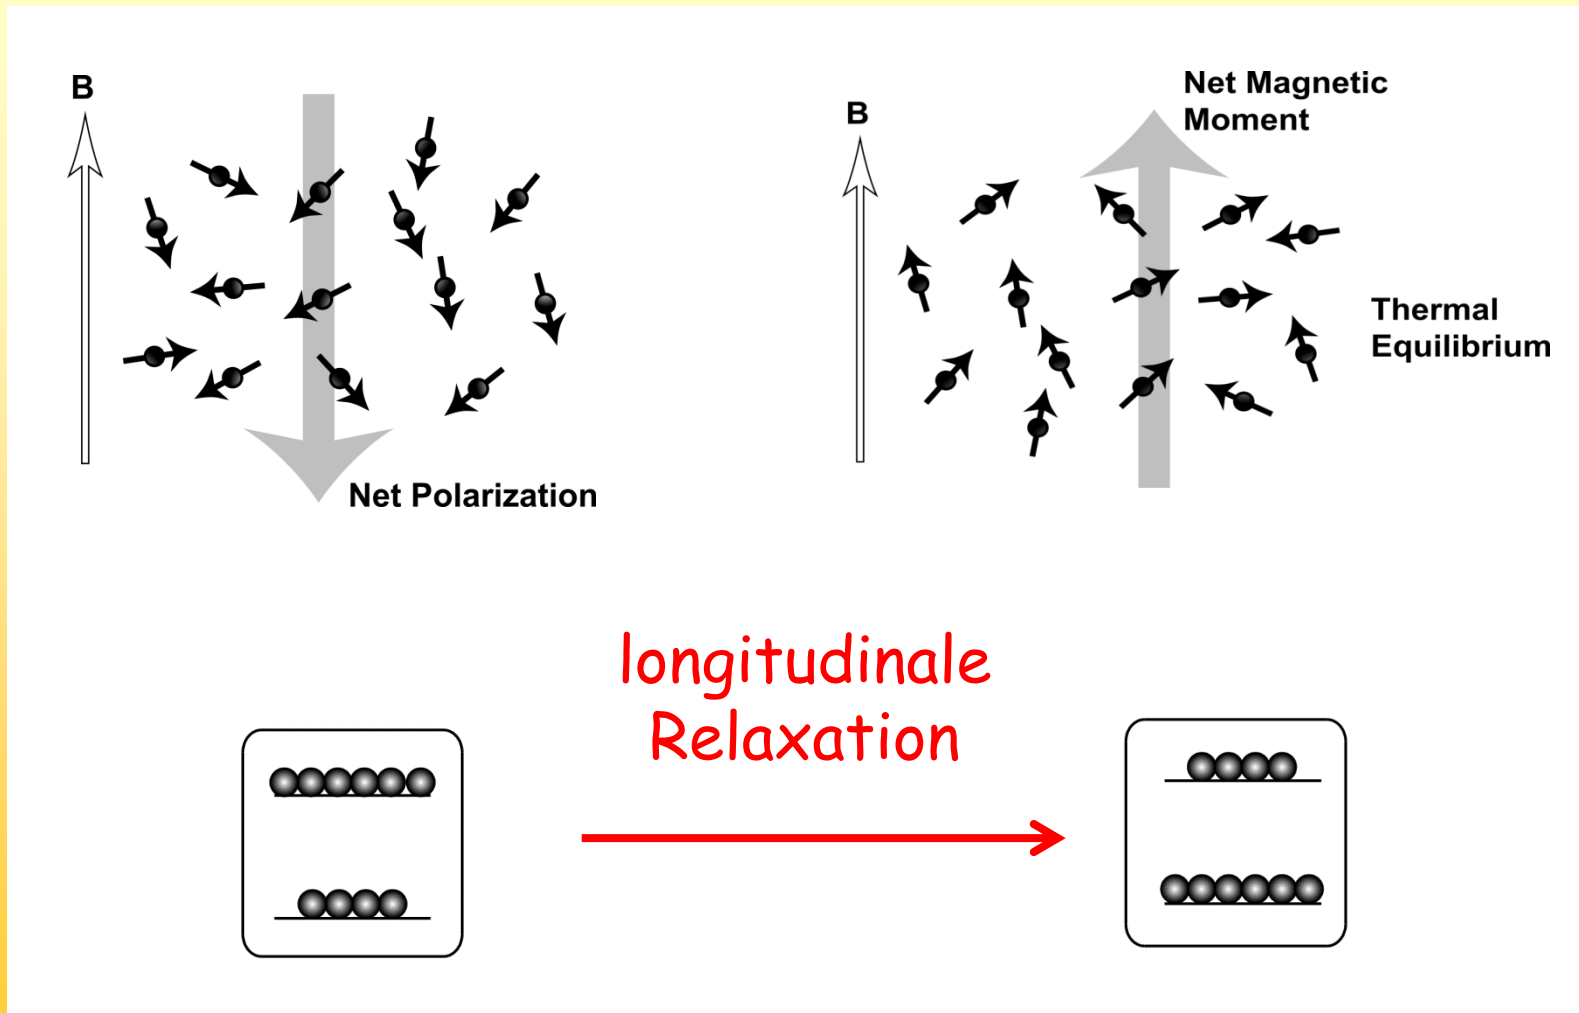 B
Net Polarization
B
Net Magnetic
Moment
Thermal
Equilibrium
longitudinale
Relaxation